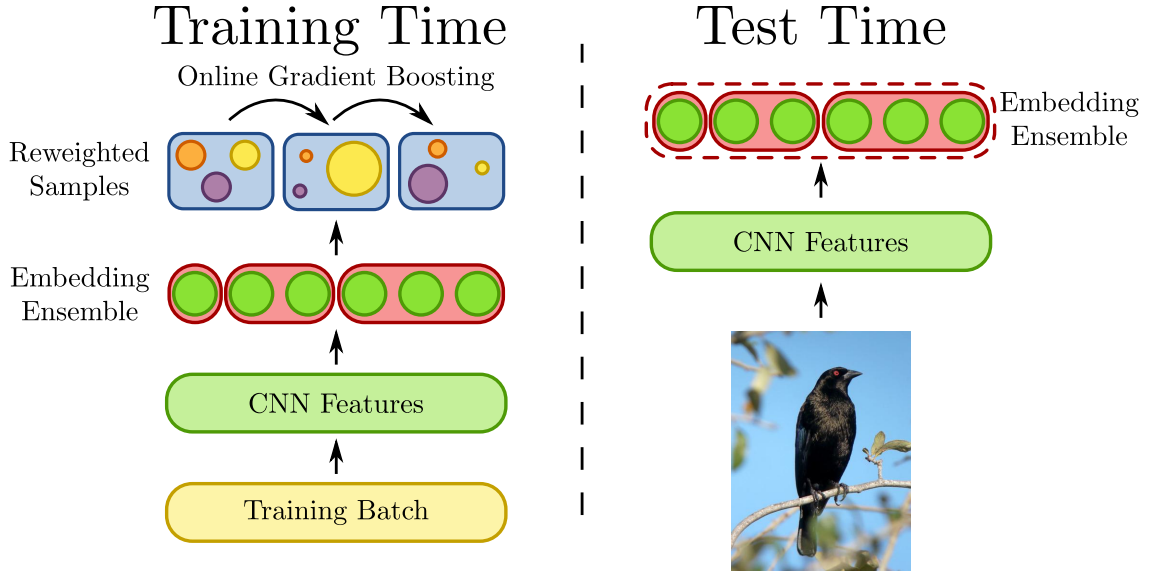 Training Time
Online Gradient Boosting
Reweighted
Samples
Embedding
Ensemble
CNN Features
Training Batch
Test Time
Embedding
Ensemble
CNN Features